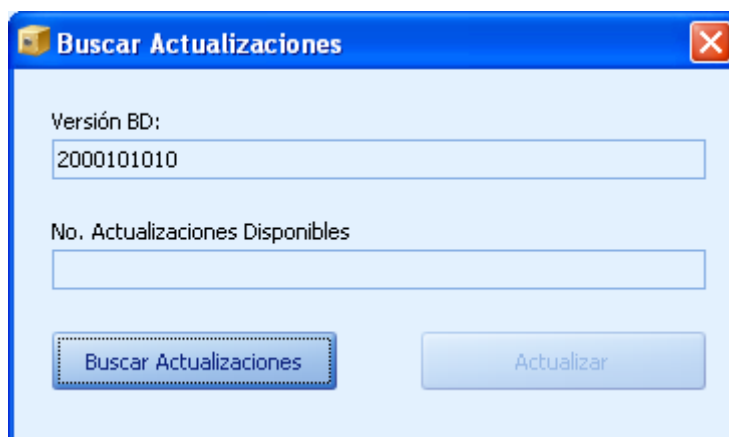 Buscar Actualizaciones
Versión BD:
2000101010
No. Actualizaciones Disponibles
Buscar Actualizaciones
Actualizar